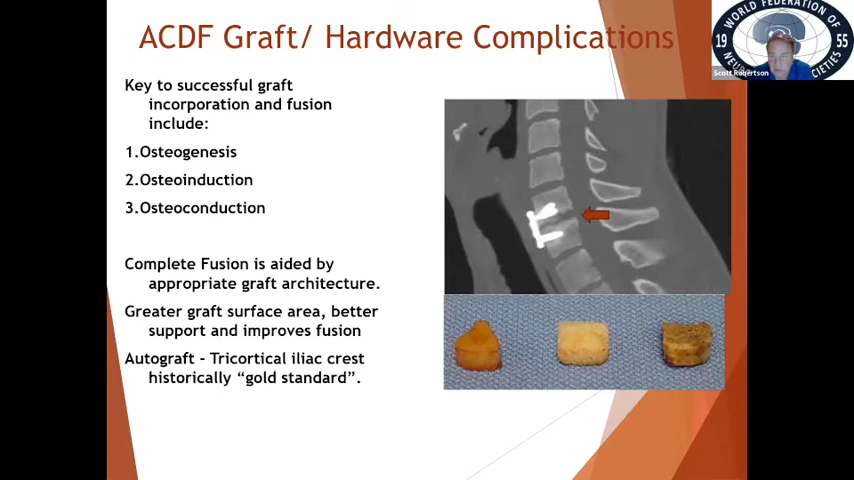 ACDF Graft/ Hardware Complications
Key to successful graft
incorporation and fusion
include:
1.Osteogenesis
2.Osteoinduction
3.Osteoconduction
Complete Fusion is aided by
appropriate graft architecture.
Greater graft surface area, better
support and improves fusion
Autograft - Tricortical iliac crest
historically “gold standard”.
WORLD FEDERATION OF
19 55
SOCIETIES
Scott Robertson